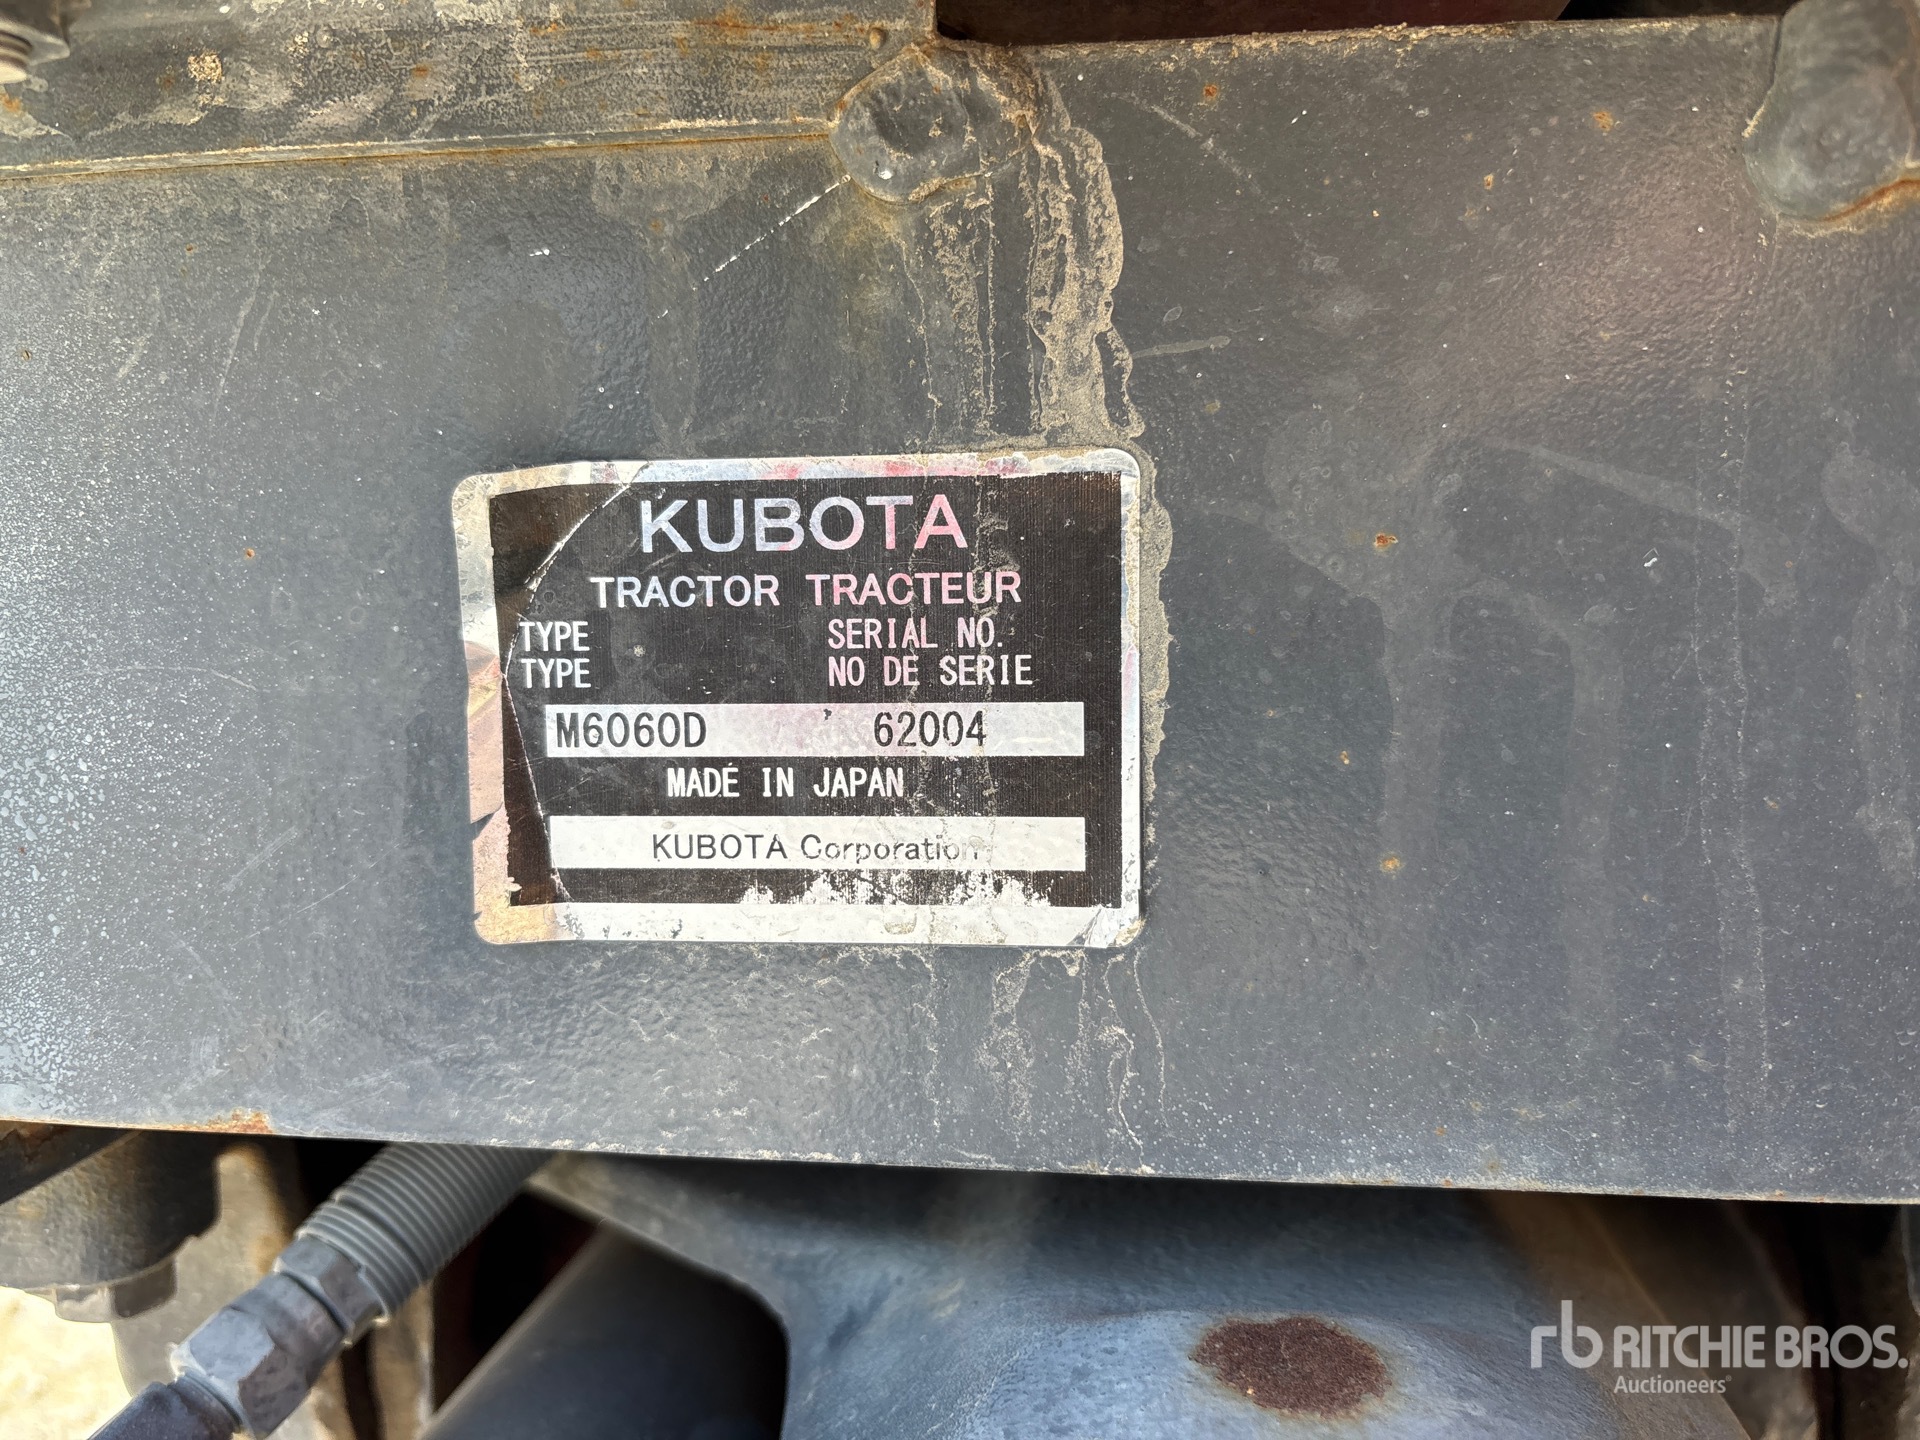 KUBOTA
TRACTOR TRACTEUR
TYPE SERIAL NO.
TYPE NO DE SERIE
M6060D 62004
MADE IN JAPAN
KUBOTA Corporation
rb RITCHIE BROS.
Auctioneers